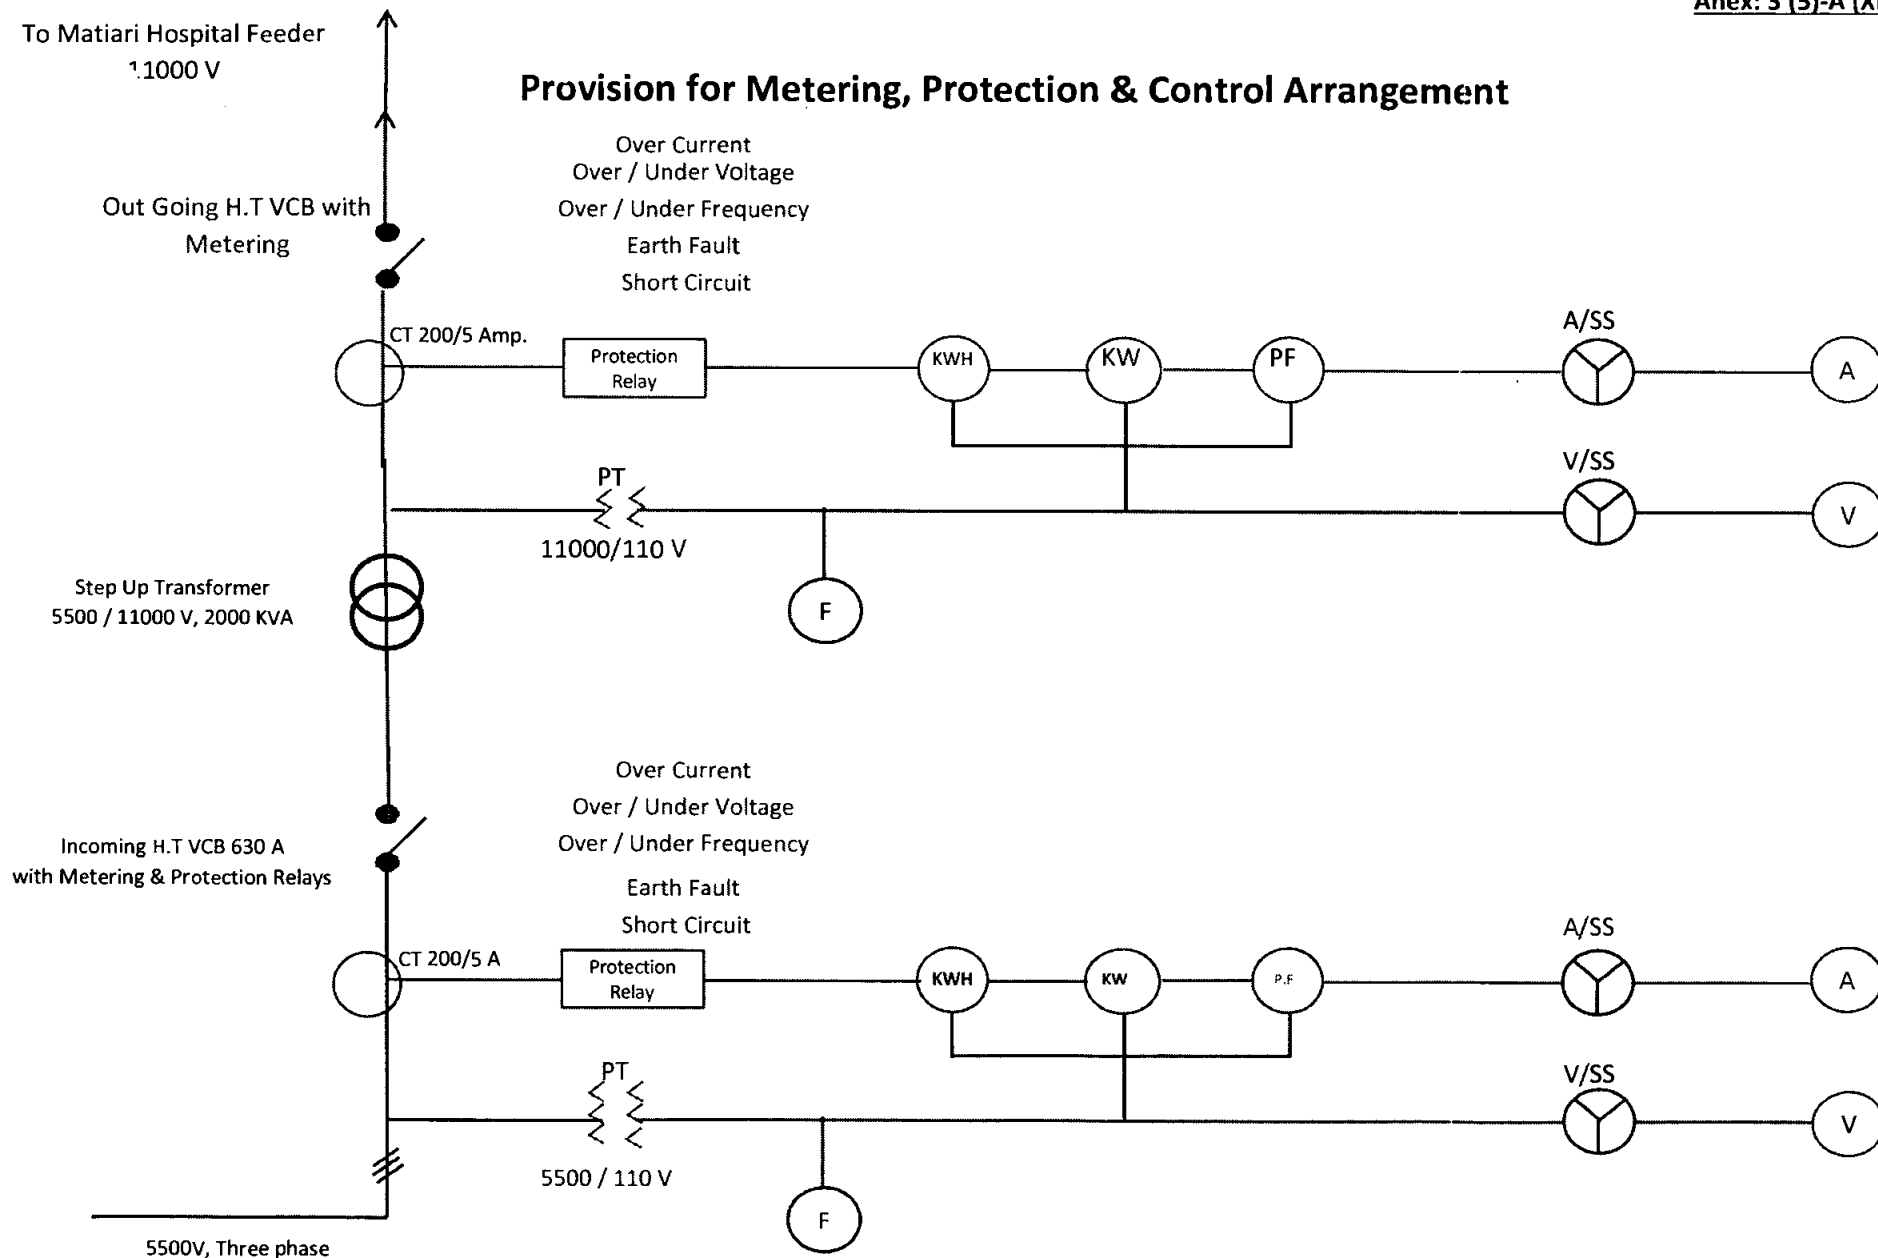 Anex: 3 (5)-A
To Matiari Hospital Feeder
11000 V
Provision for Metering, Protection & Control Arrangement
Over Current
Over / Under Voltage
Over / Under Frequency
Earth Fault
Short Circuit
Out Going H.T VCB with
Metering
CT 200/5 Amp.
Protection
Relay
KWH
KW
PF
A/SS
A
PT
11000/110 V
F
V/SS
V
Step Up Transformer
5500 / 11000 V, 2000 KVA
Over Current
Over / Under Voltage
Over / Under Frequency
Earth Fault
Short Circuit
Incoming H.T VCB 630 A
with Metering & Protection Relays
CT 200/5 A
Protection
Relay
KWH
KW
P.F
A/SS
A
PT
5500 / 110 V
F
V/SS
V
5500V, Three phase